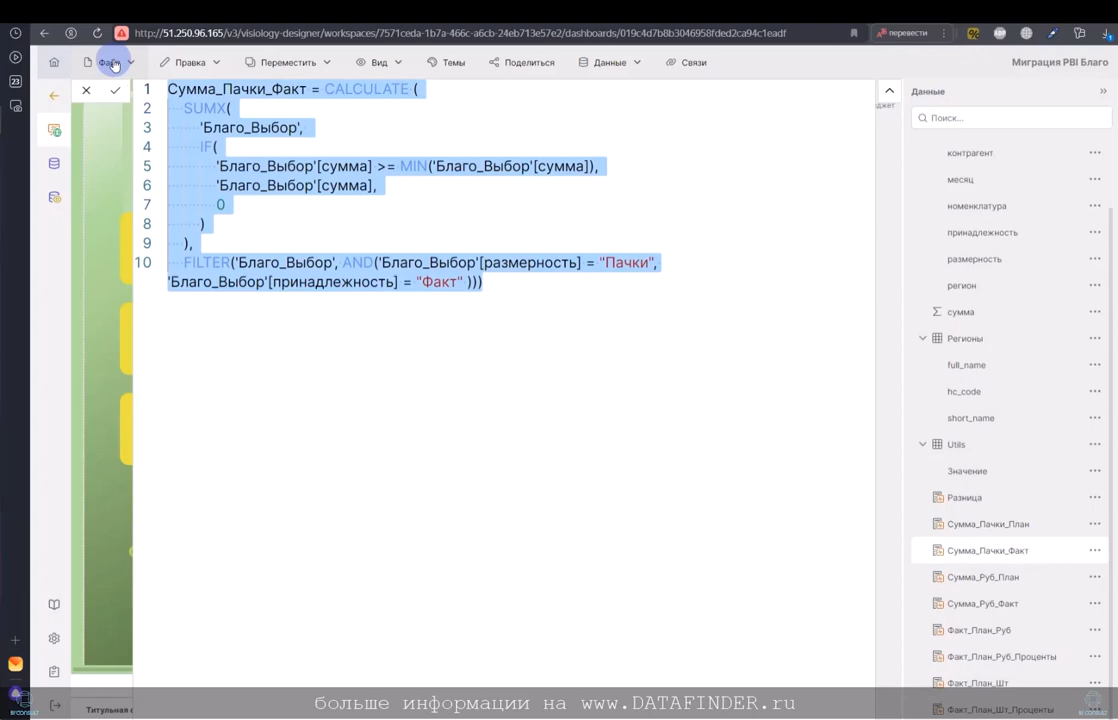 http://51.250.96.165/v3/visiology-designer/workspaces/7571ceda-1b7a-466c-a6cb-24eb713e57e2/dashboards/019c4d7b8b3046958fded2ca94c3eadf
перевести
23
Файл
Правка
Переместить
Вид
Темы
Поделиться
Данные
Связи
Миграция PBI Благо
1 Сумма_Пачки_Факт = CALCULATE (
2 SUMX(
3 'Благо_Выбор',
4 IF(
5 'Благо_Выбор'[сумма] >= MIN('Благо_Выбор'[сумма]),
6 'Благо_Выбор'[сумма],
7 0
8 )
9 ),
10 FILTER('Благо_Выбор', AND('Благо_Выбор'[размерность] = "Пачки",
'Благо_Выбор'[принадлежность] = "Факт" )))
джет
Данные
Поиск...
контрагент
месяц
номенклатура
принадлежность
размерность
регион
сумма
Регионы
full_name
hc_code
short_name
Utils
Значение
Разница
Сумма_Пачки_План
Сумма_Пачки_Факт
Сумма_Руб_План
Сумма_Руб_Факт
Факт_План_Руб
Факт_План_Руб_Проценты
Факт_План_Шт
Факт_План_Шт_Проценты
Титульная
больше информации на www.DATAFINDER.ru